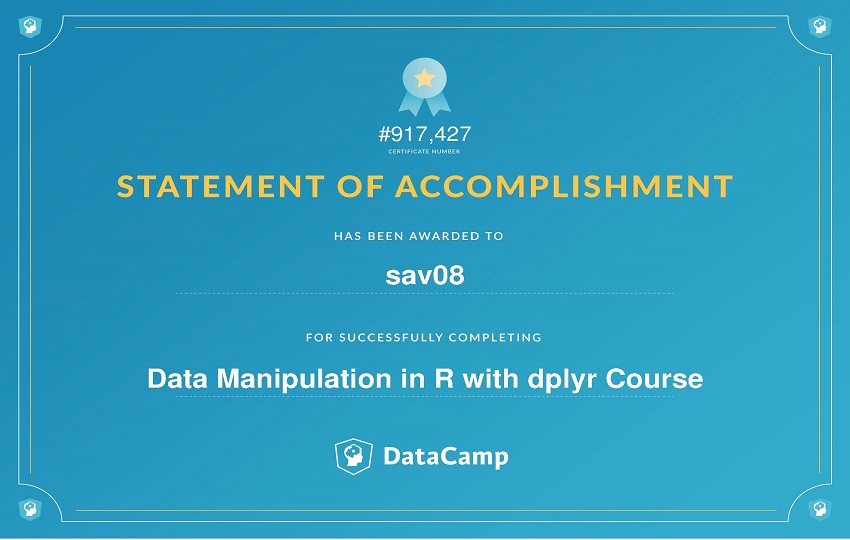 #917,427
CERTIFICATE NUMBER
STATEMENT OF ACCOMPLISHMENT
HAS BEEN AWARDED TO
sav08
FOR SUCCESSFULLY COMPLETING
Data Manipulation in R with dplyr Course
DataCamp